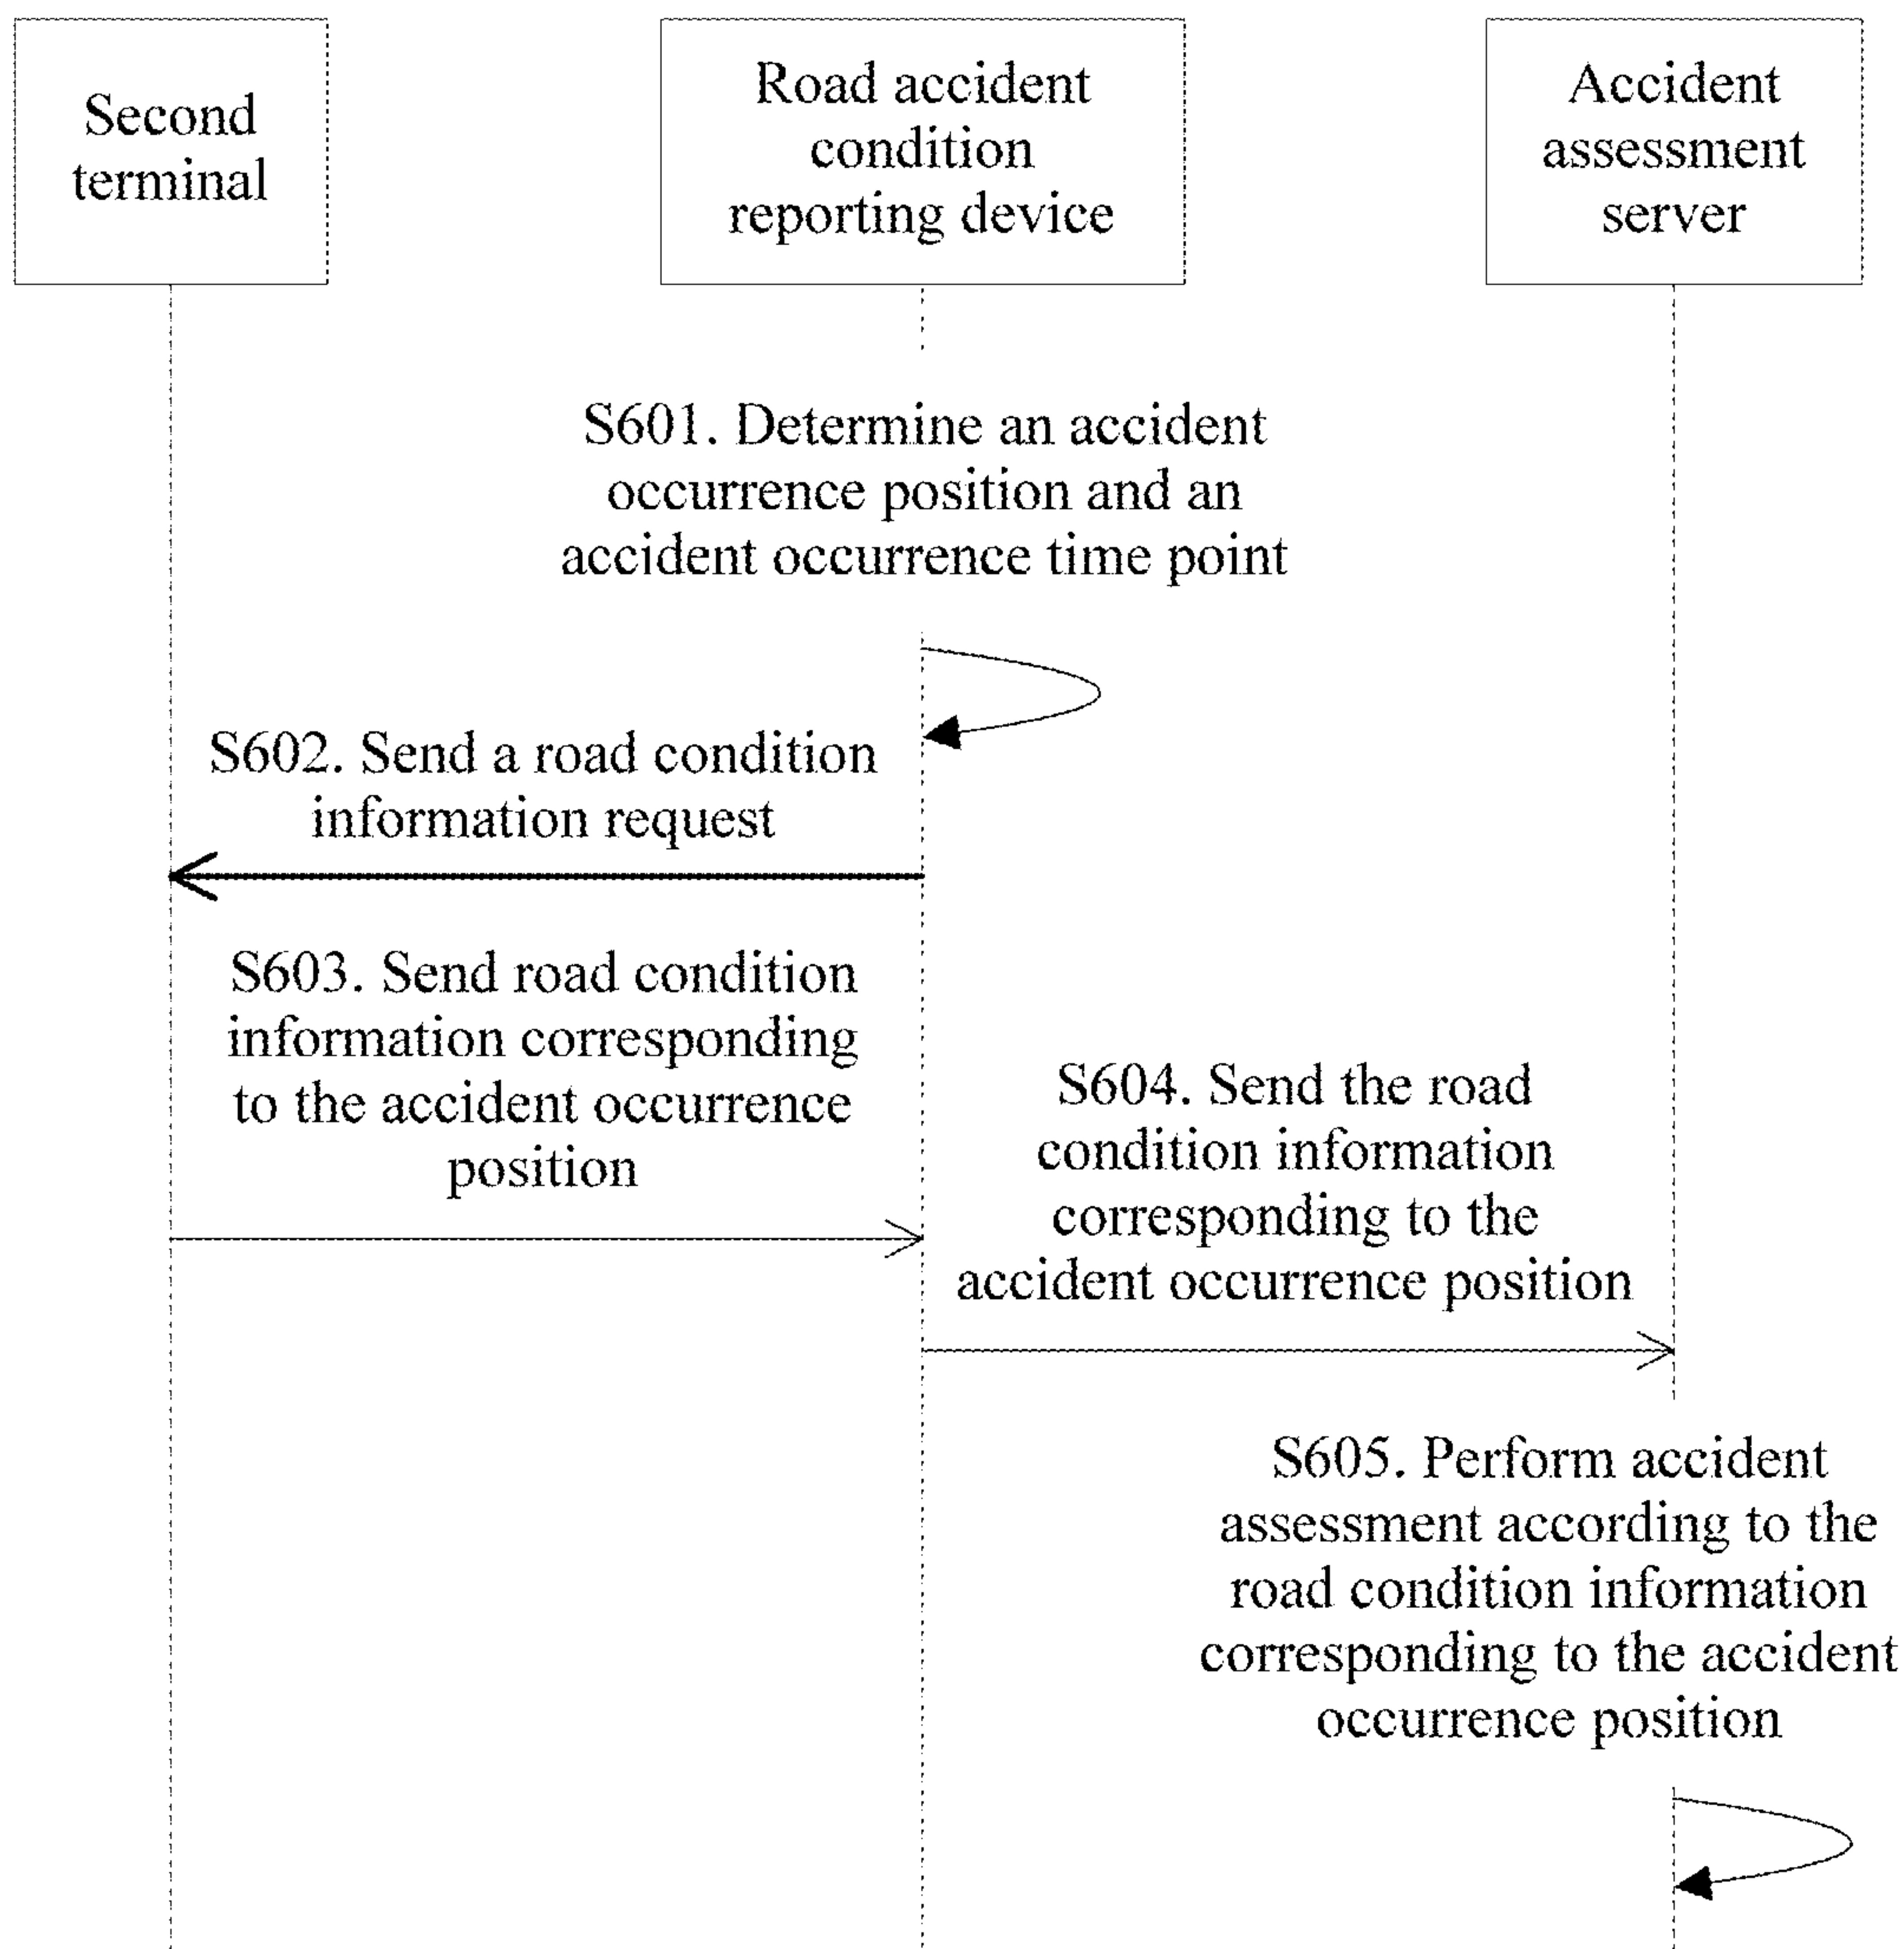 Second
terminal
Road accident
condition
reporting device
Accident
assessment
server
S601. Determine an accident
occurrence position and an
accident occurrence time point
S602. Send a road condition
information request
S603. Send road condition
information corresponding
to the accident occurrence
position
S604. Send the road
condition information
corresponding to the
accident occurrence position
S605. Perform accident
assessment according to the
road condition information
corresponding to the accident
occurrence position